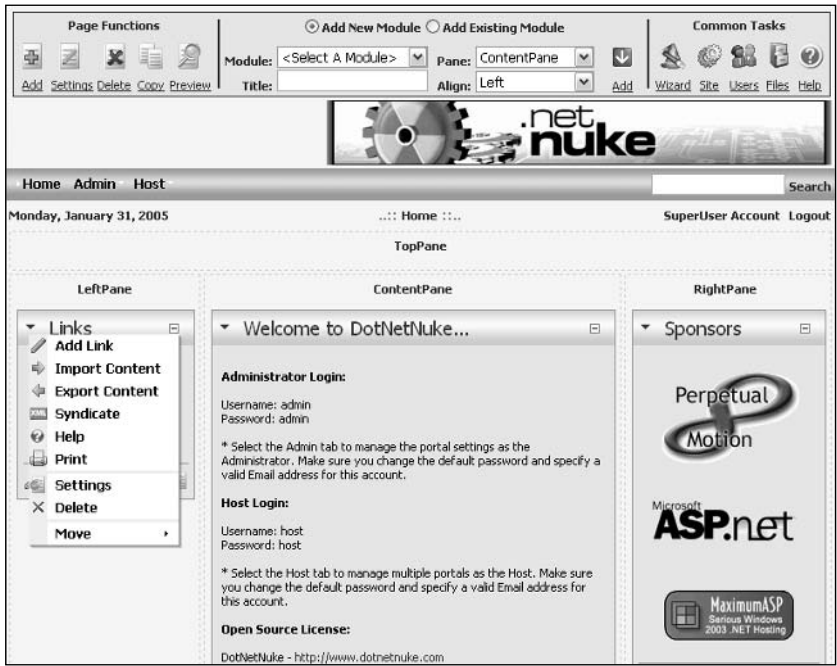 Page Functions
Add Settings Delete Copy Preview
Add New Module Add Existing Module
Module: <Select A Module> Pane: ContentPane
Title: Align: Left Add
Common Tasks
Wizard Site Users Files Help
.net
nuke
Home Admin Host
Search
Monday, January 31, 2005 ..:: Home ::.. SuperUser Account Logout
TopPane
LeftPane
Links
Add Link
Import Content
Export Content
XML Syndicate
Help
Print
Settings
Delete
Move
ContentPane
Welcome to DotNetNuke...
Administrator Login:
Username: admin
Password: admin
* Select the Admin tab to manage the portal settings as the
Administrator. Make sure you change the default password and specify a
valid Email address for this account.
Host Login:
Username: host
Password: host
* Select the Host tab to manage multiple portals as the Host. Make sure
you change the default password and specify a valid Email address for
this account.
Open Source License:
DotNetNuke - http://www.dotnetnuke.com
RightPane
Sponsors
Perpetual
Motion
Microsoft
ASP.net
MaximumASP
Serious Windows
2003 .NET Hosting